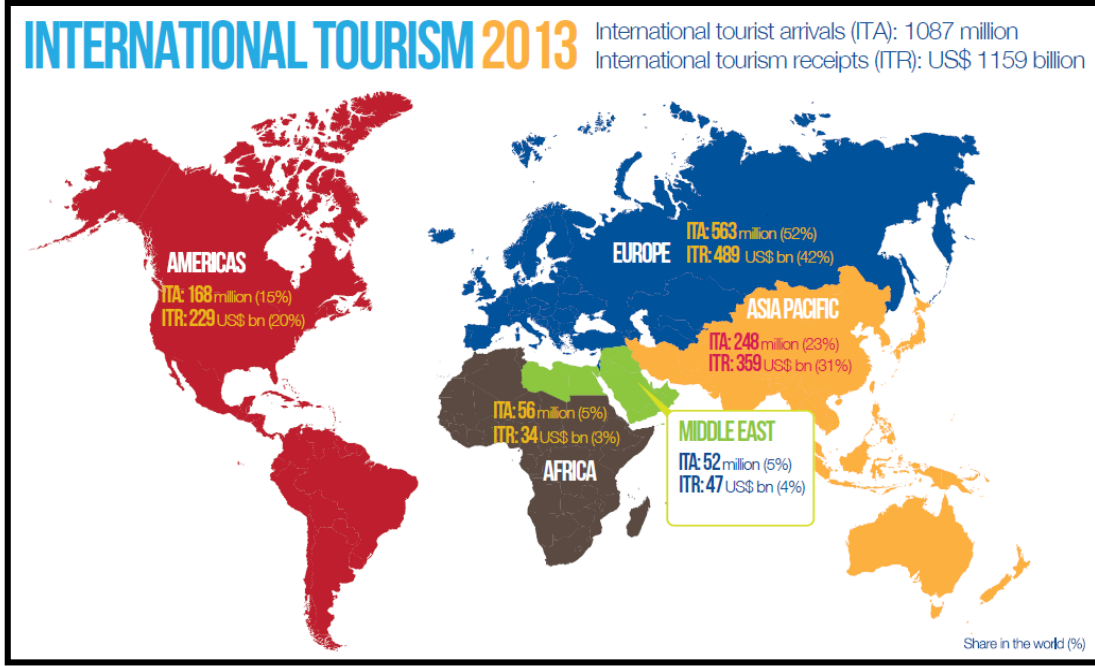 INTERNATIONAL TOURISM 2013
International tourist arrivals (ITA): 1087 million
International tourism receipts (ITR): US$ 1159 billion
AMERICAS
ITA: 168 million (15%)
ITR: 229 US$ bn (20%)
EUROPE
ITA: 563 million (52%)
ITR: 489 US$ bn (42%)
ASIA PACIFIC
ITA: 248 million (23%)
ITR: 359 US$ bn (31%)
ITA: 56 million (5%)
ITR: 34 US$ bn (3%)
AFRICA
MIDDLE EAST
ITA: 52 million (5%)
ITR: 47 US$ bn (4%)
Share in the world (%)